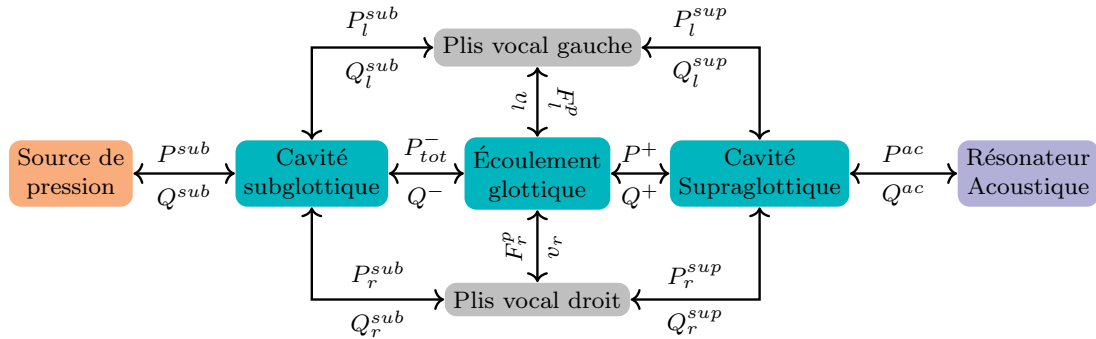 P_l^{sub}
Q_l^{sub}
Plis vocal gauche
P_l^{sup}
Q_l^{sup}
v_l
F_l^p
Source de
pression
P^{sub}
Q^{sub}
Cavité
subglottique
P_{tot}^-
Q^-
Écoulement
glottique
P^+
Q^+
Cavité
Supraglottique
P^{ac}
Q^{ac}
Résonateur
Acoustique
F_r^p
v_r
P_r^{sub}
Q_r^{sub}
Plis vocal droit
P_r^{sup}
Q_r^{sup}